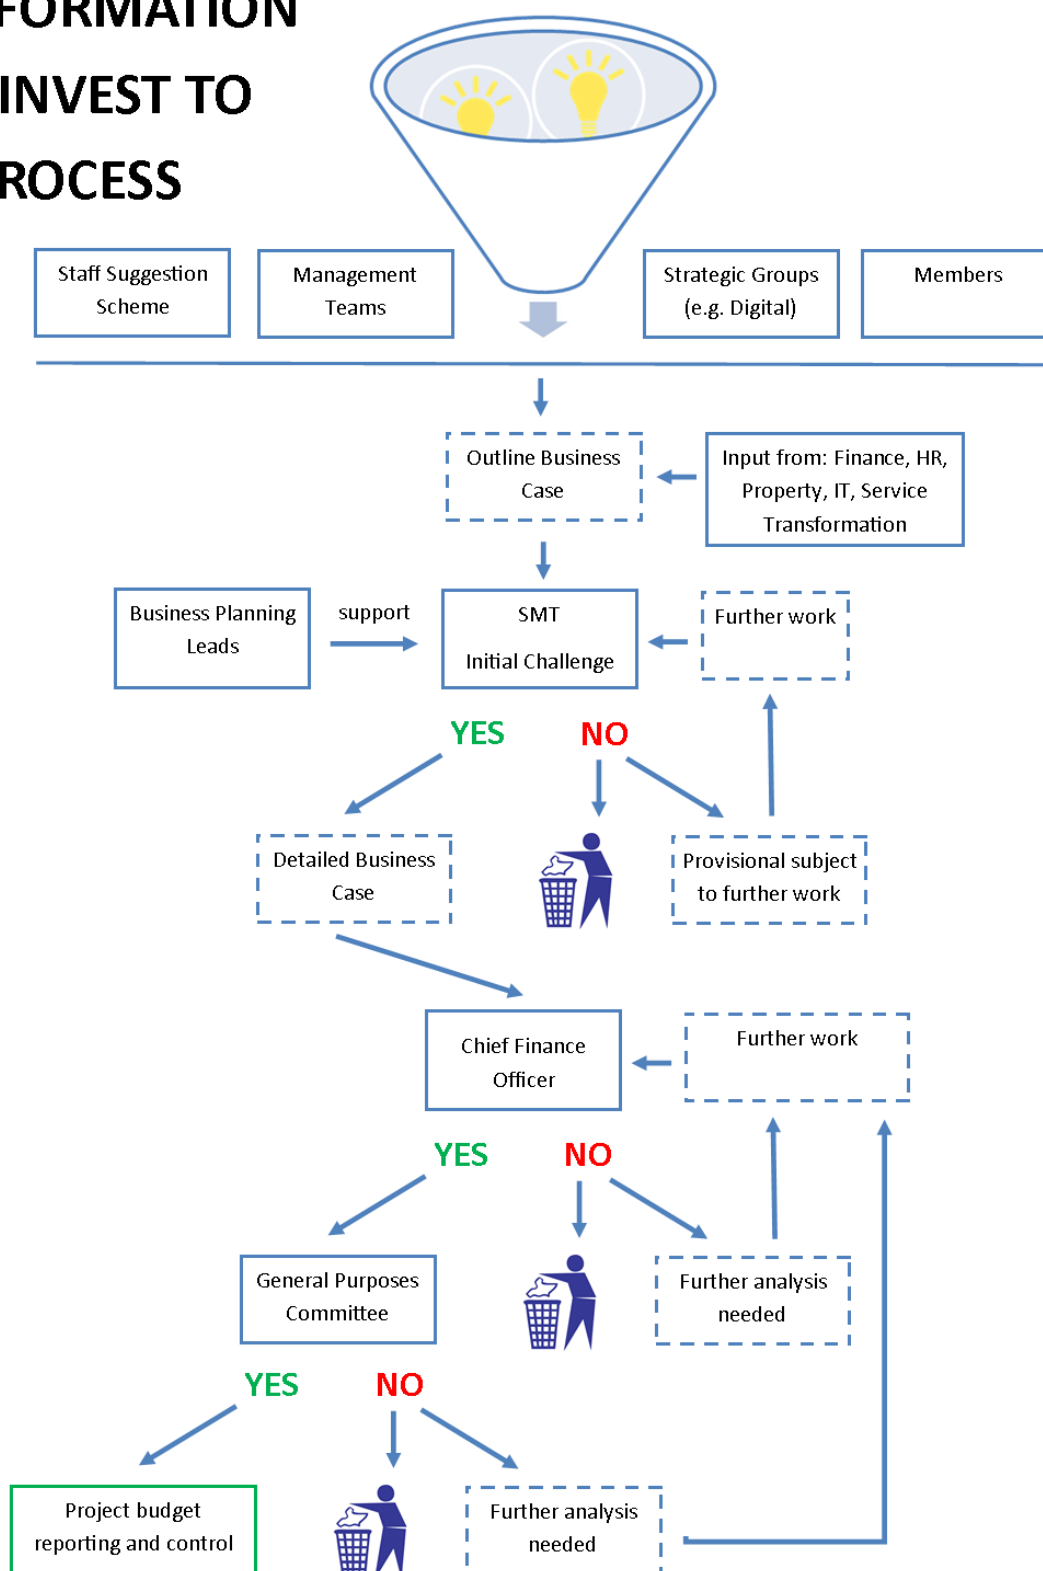 FORMATION
INVEST TO
ROCESS
Staff Suggestion
Scheme
Management
Teams
Strategic Groups
(e.g. Digital)
Members
Outline Business
Case
Input from: Finance, HR,
Property, IT, Service
Transformation
Business Planning
Leads
support
SMT
Initial Challenge
Further work
YES
NO
Detailed Business
Case
Provisional subject
to further work
Chief Finance
Officer
Further work
YES
NO
General Purposes
Committee
Further analysis
needed
YES
NO
Project budget
reporting and control
Further analysis
needed